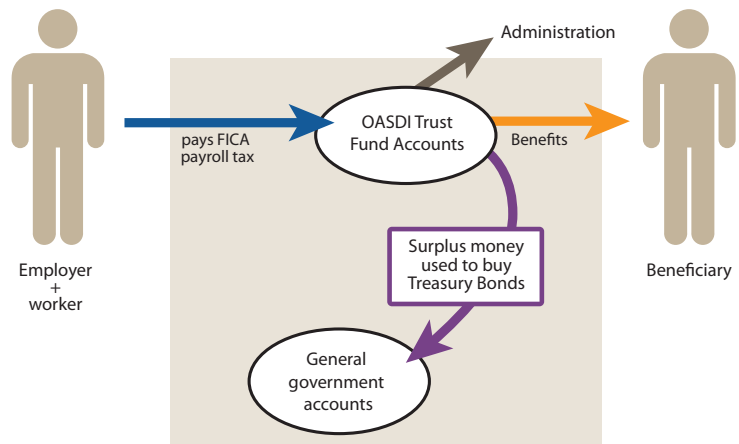 Administration
pays FICA
payroll tax
OASDI Trust
Fund Accounts
Benefits
Employer
+
worker
Surplus money
used to buy
Treasury Bonds
Beneficiary
General
government
accounts